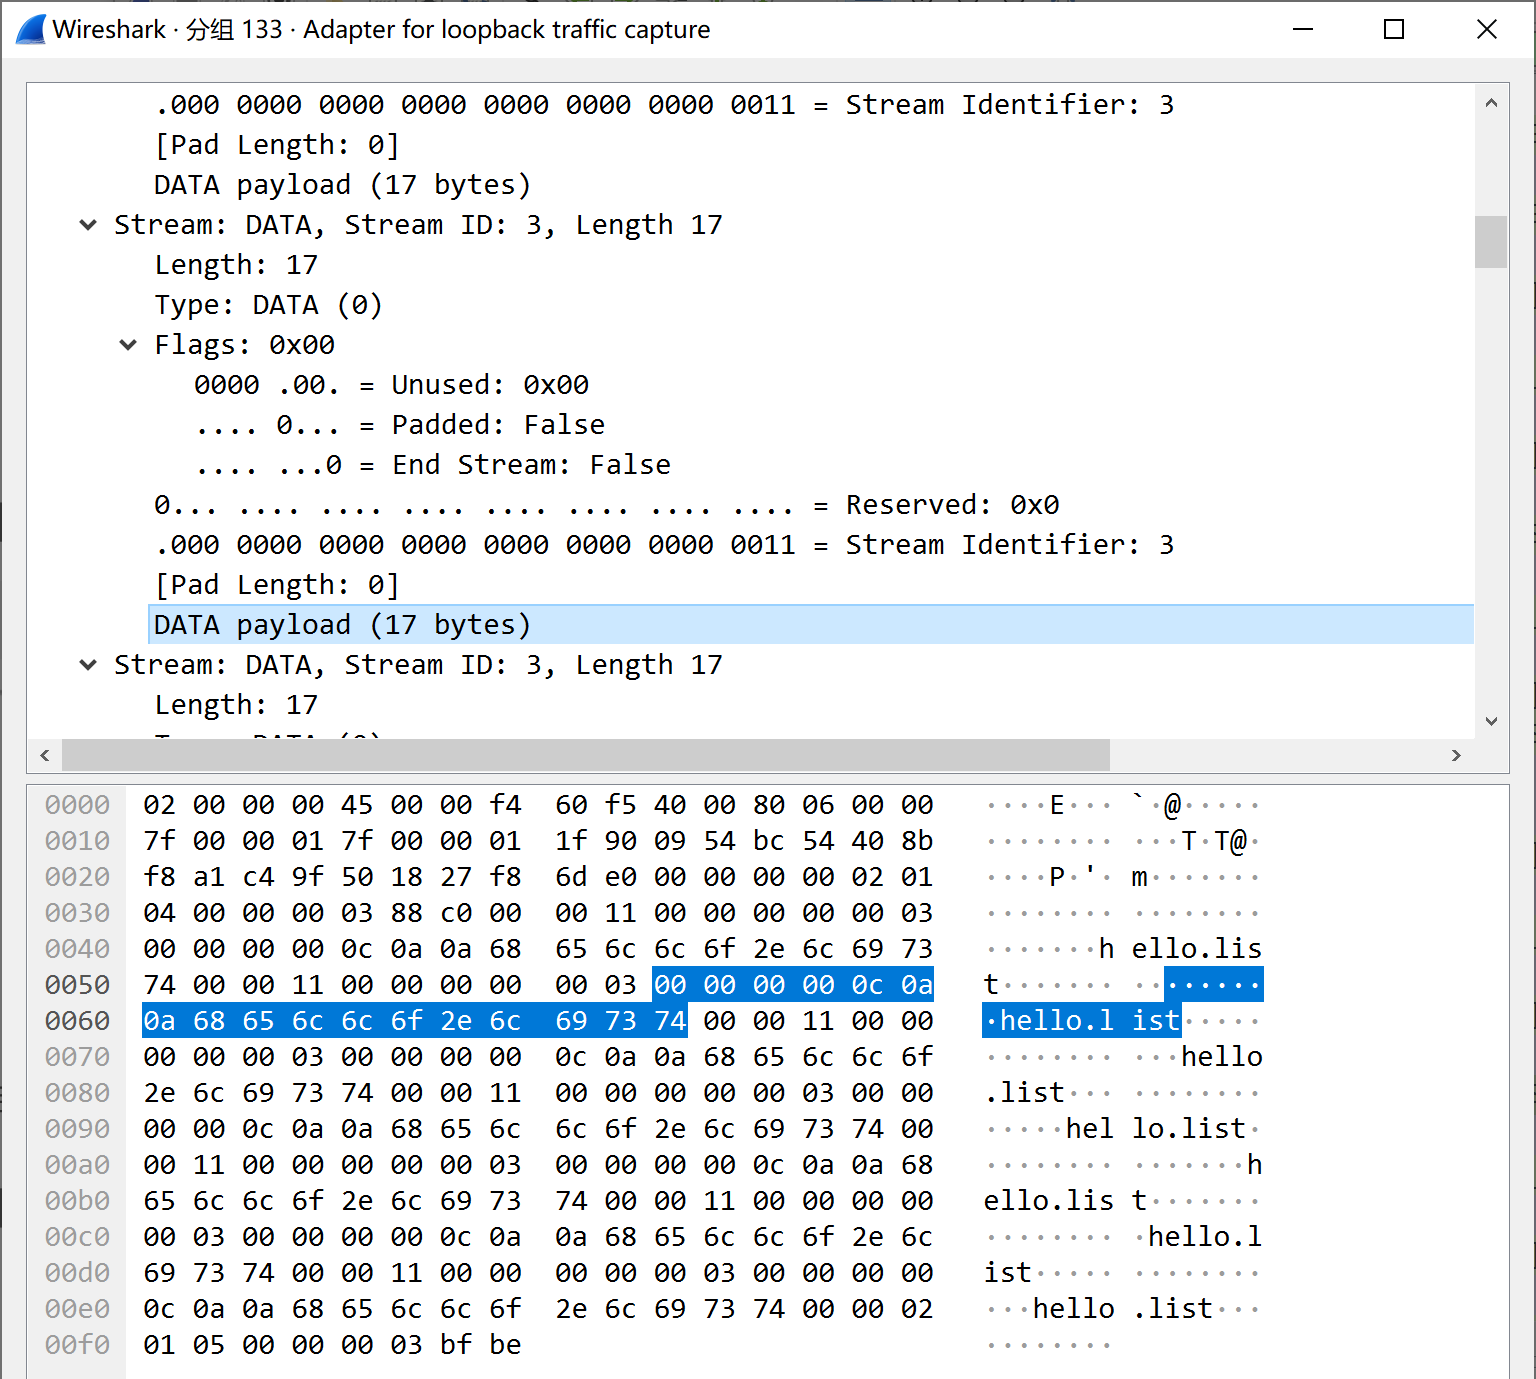 Wireshark · 分组 133 · Adapter for loopback traffic capture
.000 0000 0000 0000 0000 0000 0000 0011 = Stream Identifier: 3
[Pad Length: 0]
DATA payload (17 bytes)
Stream: DATA, Stream ID: 3, Length 17
Length: 17
Type: DATA (0)
Flags: 0x00
0000 .00. = Unused: 0x00
.... 0... = Padded: False
.... ...0 = End Stream: False
0... .... .... .... .... .... .... .... = Reserved: 0x0
.000 0000 0000 0000 0000 0000 0000 0011 = Stream Identifier: 3
[Pad Length: 0]
DATA payload (17 bytes)
Stream: DATA, Stream ID: 3, Length 17
Length: 17
0000 02 00 00 00 45 00 00 f4 60 f5 40 00 80 06 00 00 ····E··· `·@·····
0010 7f 00 00 01 7f 00 00 01 1f 90 09 54 bc 54 40 8b ········ ···T·T@·
0020 f8 a1 c4 9f 50 18 27 f8 6d e0 00 00 00 00 02 01 ····P·'· m·······
0030 04 00 00 00 03 88 c0 00 00 11 00 00 00 00 00 03 ········ ········
0040 00 00 00 00 0c 0a 0a 68 65 6c 6c 6f 2e 6c 69 73 ·······h ello.lis
0050 74 00 00 11 00 00 00 00 00 03 00 00 00 00 0c 0a t······· ········
0060 0a 68 65 6c 6c 6f 2e 6c 69 73 74 00 00 11 00 00 ·hello.l ist·····
0070 00 00 00 03 00 00 00 00 0c 0a 0a 68 65 6c 6c 6f ········ ···hello
0080 2e 6c 69 73 74 00 00 11 00 00 00 00 00 03 00 00 .list··· ········
0090 00 00 0c 0a 0a 68 65 6c 6c 6f 2e 6c 69 73 74 00 ·····hel lo.list·
00a0 00 11 00 00 00 00 00 03 00 00 00 00 0c 0a 0a 68 ········ ·······h
00b0 65 6c 6c 6f 2e 6c 69 73 74 00 00 11 00 00 00 00 ello.lis t·······
00c0 00 03 00 00 00 00 0c 0a 0a 68 65 6c 6c 6f 2e 6c ········ ·hello.l
00d0 69 73 74 00 00 11 00 00 00 00 00 03 00 00 00 00 ist····· ········
00e0 0c 0a 0a 68 65 6c 6c 6f 2e 6c 69 73 74 00 00 02 ···hello .list···
00f0 01 05 00 00 00 03 bf be ········